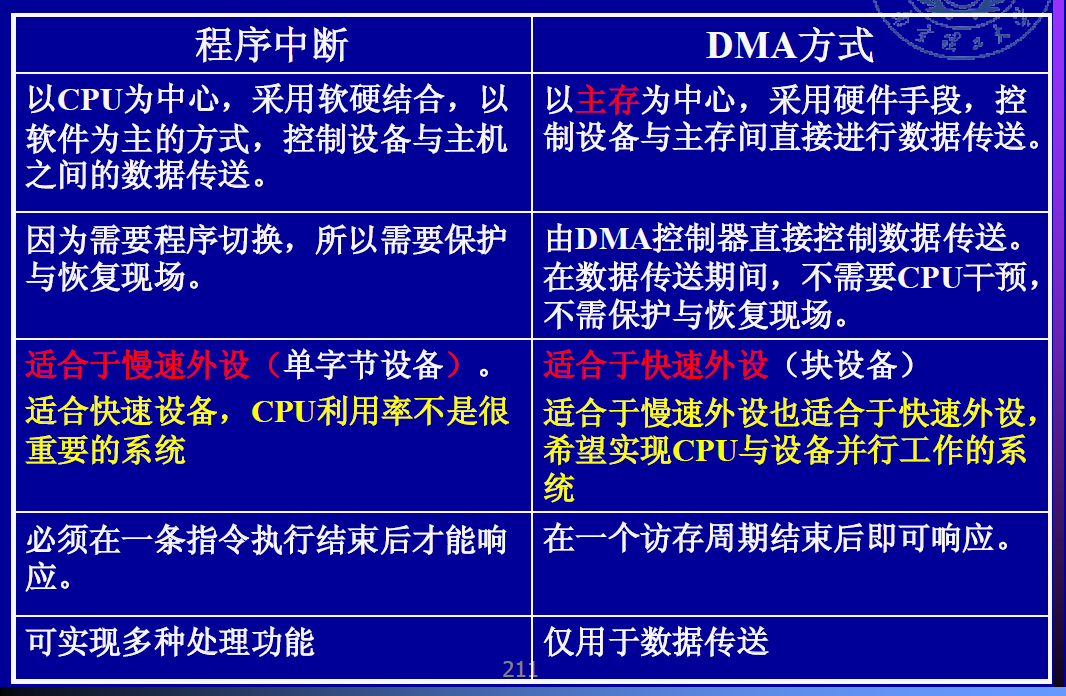 程序中断
DMA方式
以CPU为中心，采用软硬结合，以
软件为主的方式，控制设备与主机
之间的数据传送。
以主存为中心，采用硬件手段，控
制设备与主存间直接进行数据传送。
因为需要程序切换，所以需要保护
与恢复现场。
由DMA控制器直接控制数据传送。
在数据传送期间，不需要CPU干预，
不需保护与恢复现场。
适合于慢速外设（单字节设备）。
适合快速设备，CPU利用率不是很
重要的系统
适合于快速外设（块设备）
适合于慢速外设也适合于快速外设，
希望实现CPU与设备并行工作的系
统
必须在一条指令执行结束后才能响
应。
在一个访存周期结束后即可响应。
可实现多种处理功能
仅用于数据传送
211